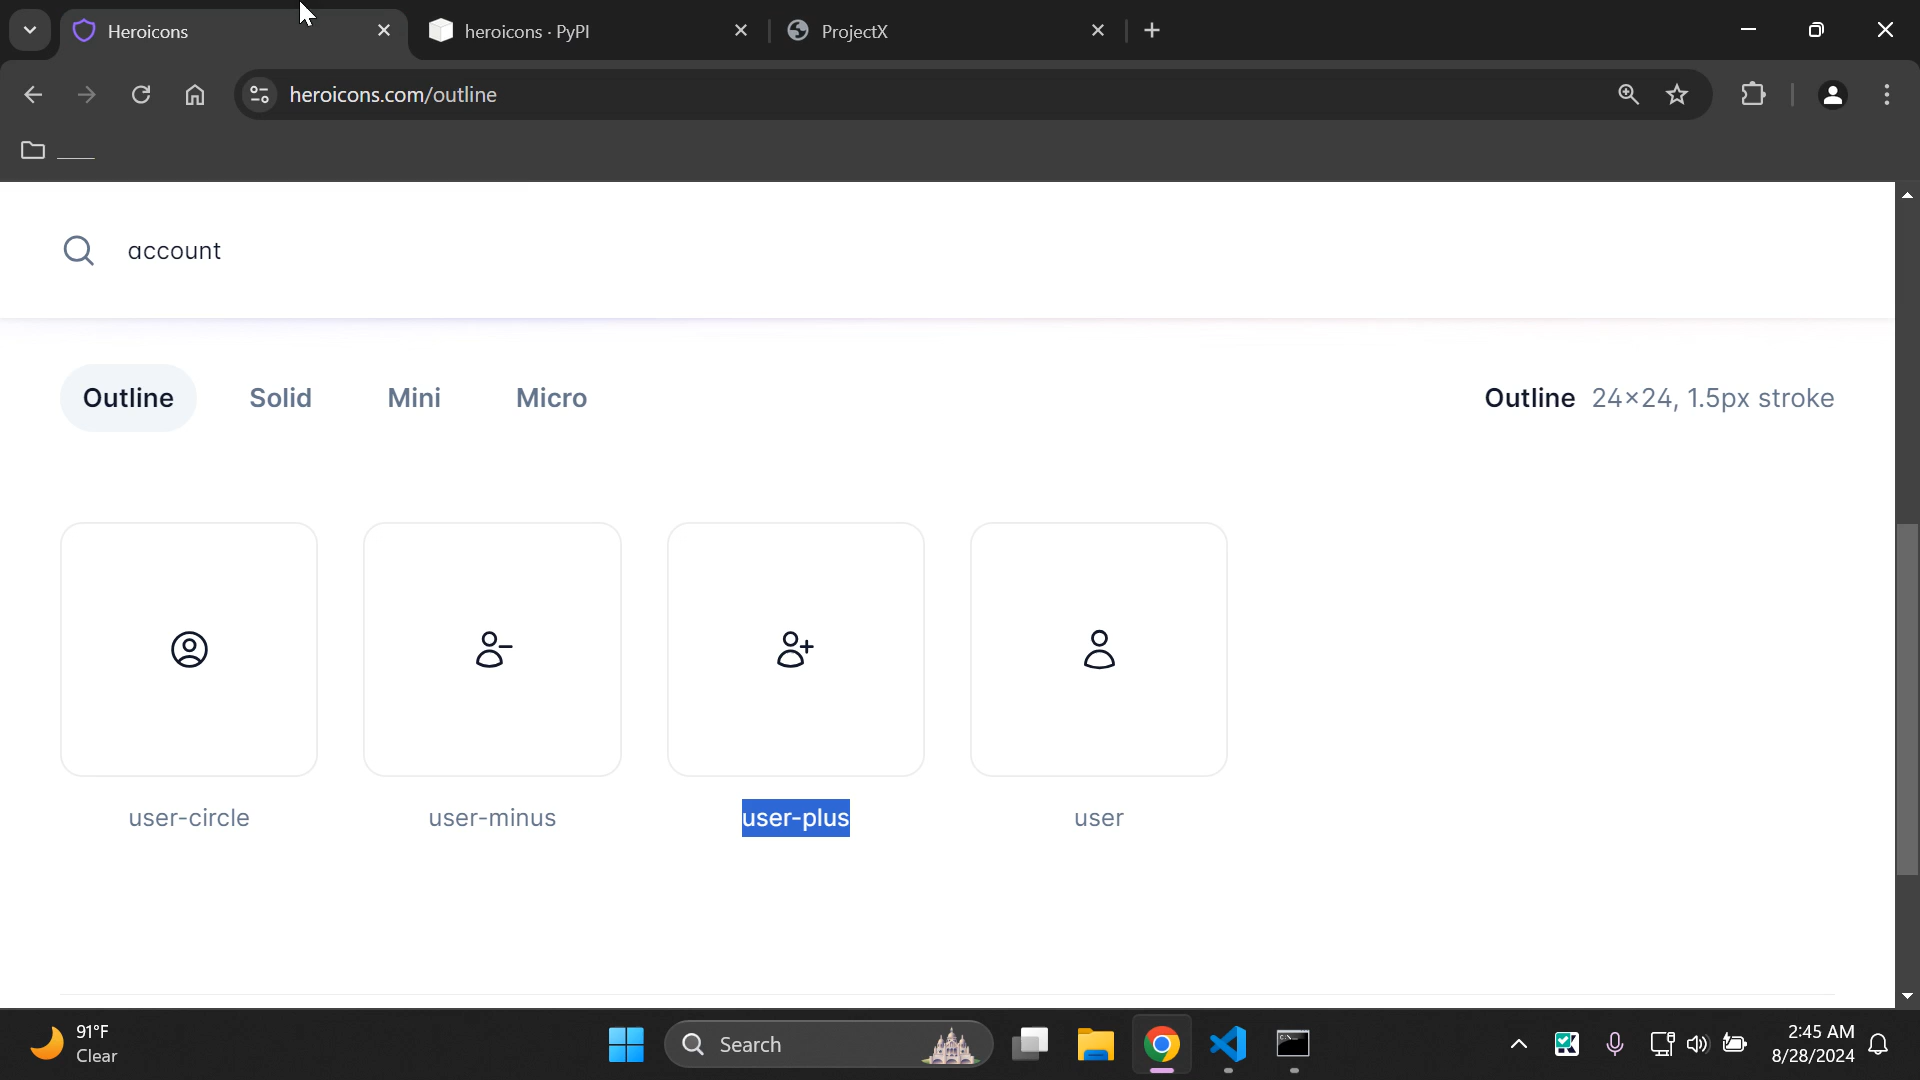 Heroicons
heroicons · PyPI
ProjectX
heroicons.com/outline
account
Outline
Solid
Mini
Micro
Outline 24×24, 1.5px stroke
user-circle
user-minus
user-plus
user
91°F
Clear
Search
2:45 AM
8/28/2024